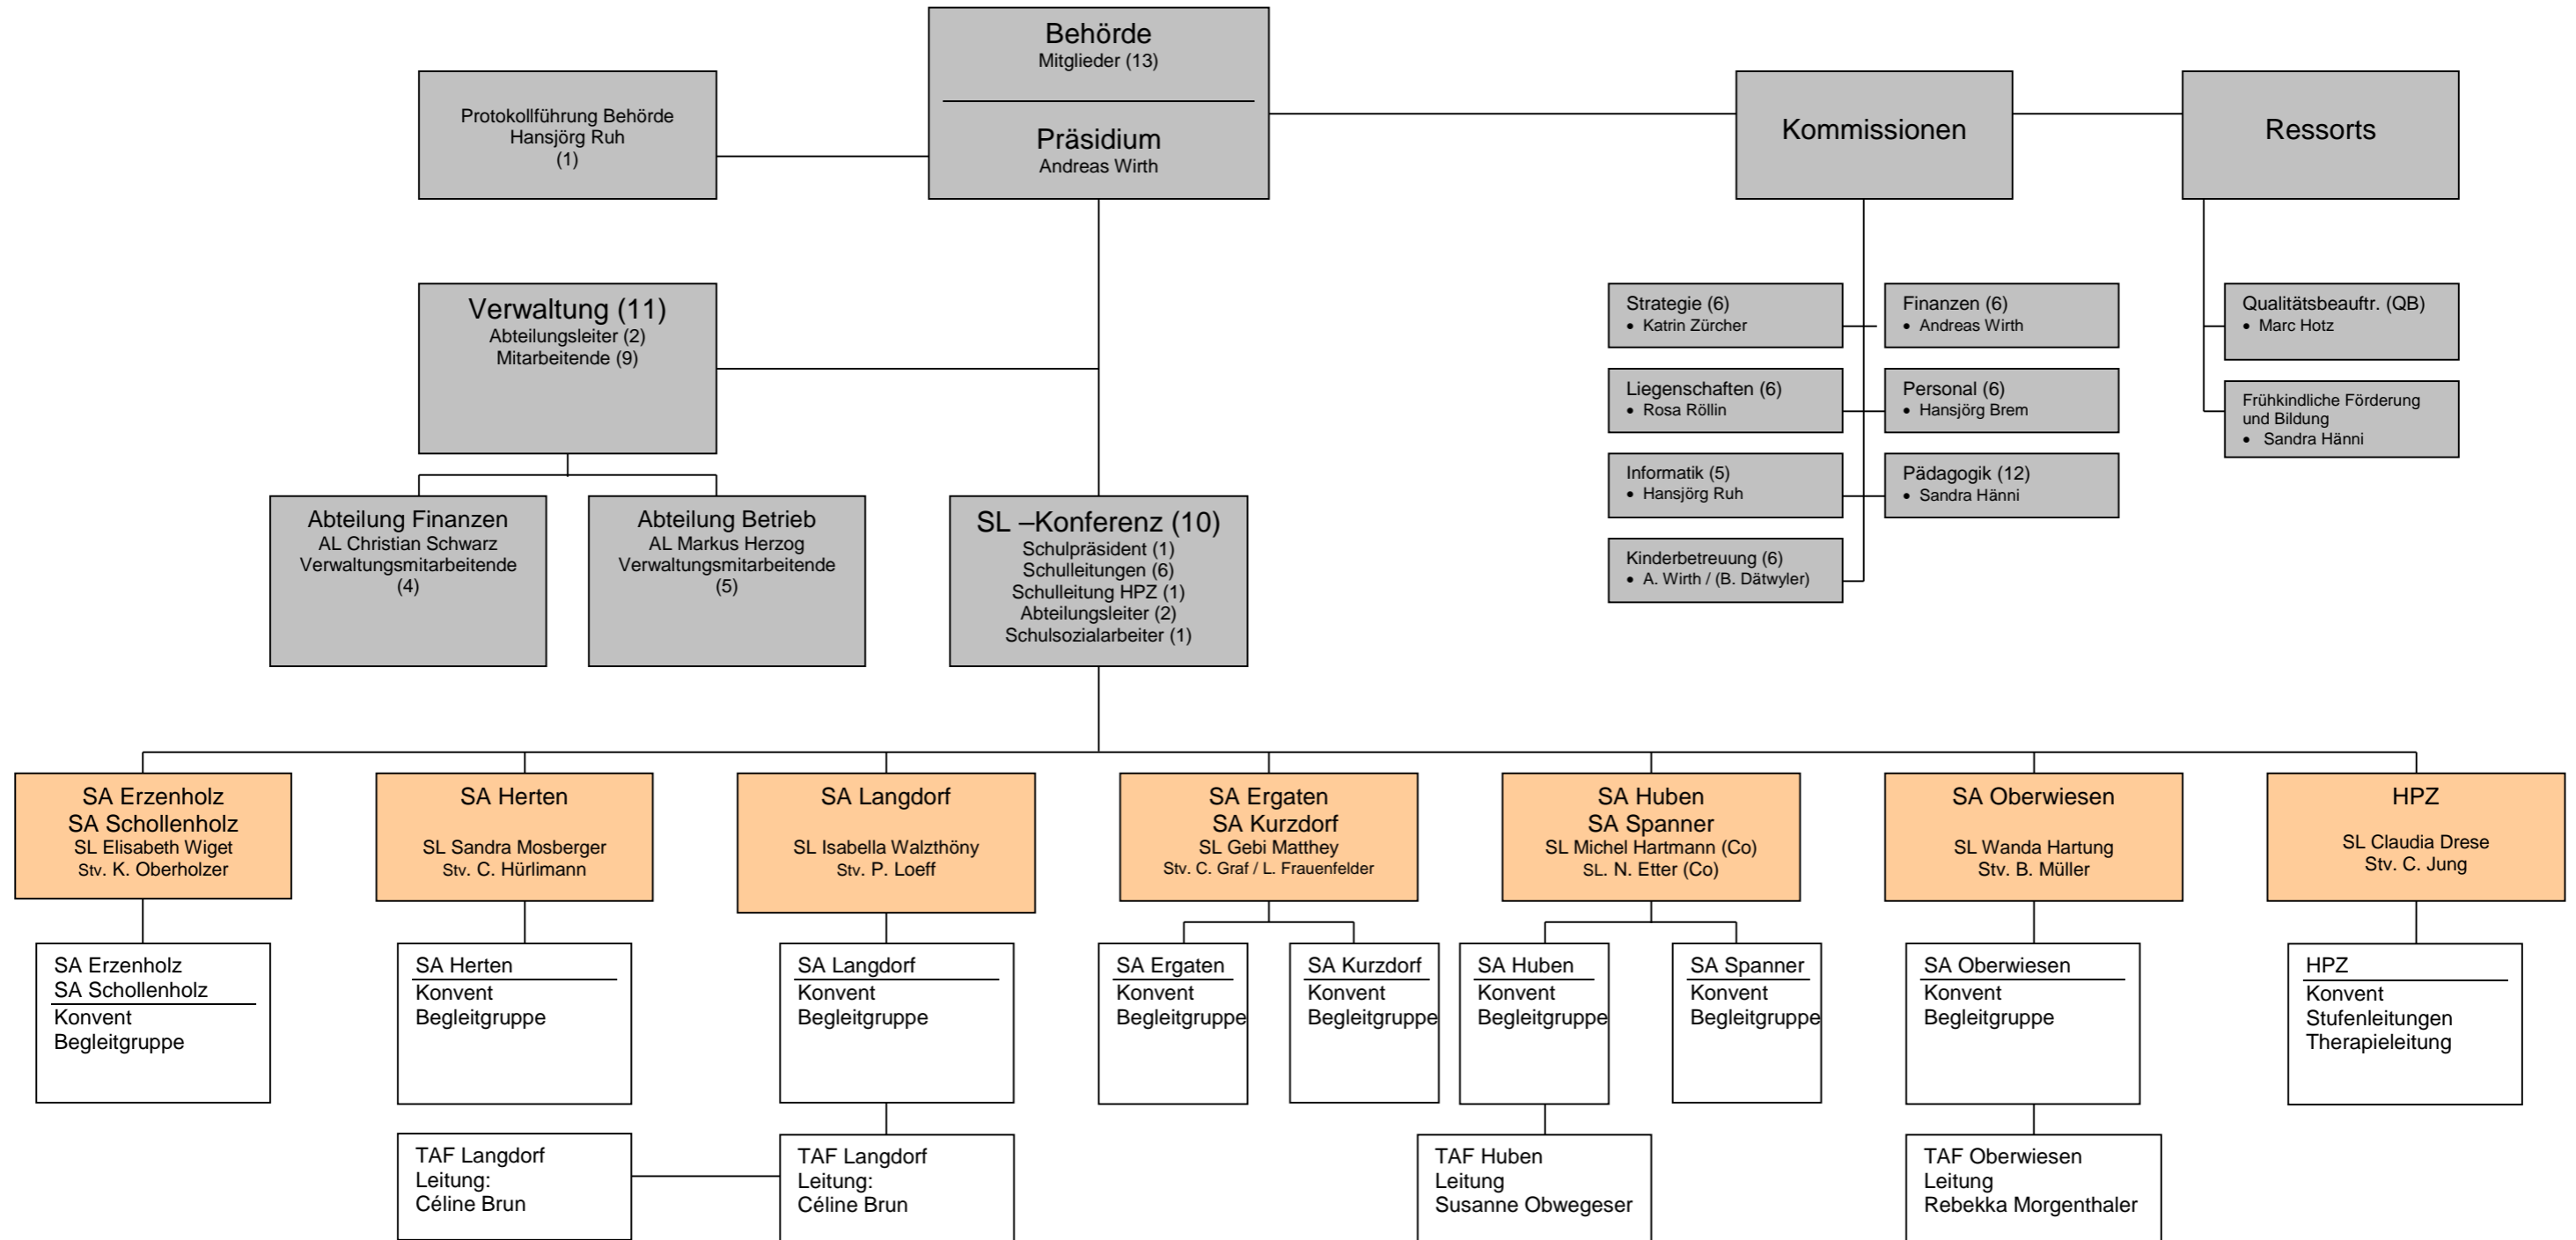 Behörde
Mitglieder (13)
Präsidium
Andreas Wirth
Protokollführung Behörde
Hansjörg Ruh
(1)
Kommissionen
Ressorts
Verwaltung (11)
Abteilungsleiter (2)
Mitarbeitende (9)
Strategie (6)
• Katrin Zürcher
Finanzen (6)
• Andreas Wirth
Liegenschaften (6)
• Rosa Röllin
Personal (6)
• Hansjörg Brem
Informatik (5)
• Hansjörg Ruh
Pädagogik (12)
• Sandra Hänni
Kinderbetreuung (6)
• A. Wirth / (B. Dätwyler)
Qualitätsbeauftr. (QB)
• Marc Hotz
Frühkindliche Förderung
und Bildung
• Sandra Hänni
Abteilung Finanzen
AL Christian Schwarz
Verwaltungsmitarbeitende
(4)
Abteilung Betrieb
AL Markus Herzog
Verwaltungsmitarbeitende
(5)
SL –Konferenz (10)
Schulpräsident (1)
Schulleitungen (6)
Schulleitung HPZ (1)
Abteilungsleiter (2)
Schulsozialarbeiter (1)
SA Erzenholz
SA Schollenholz
SL Elisabeth Wiget
Stv. K. Oberholzer
SA Herten
SL Sandra Mosberger
Stv. C. Hürlimann
SA Langdorf
SL Isabella Walzthöny
Stv. P. Loeff
SA Ergaten
SA Kurzdorf
SL Gebi Matthey
Stv. C. Graf / L. Frauenfelder
SA Huben
SA Spanner
SL Michel Hartmann (Co)
SL. N. Etter (Co)
SA Oberwiesen
SL Wanda Hartung
Stv. B. Müller
HPZ
SL Claudia Drese
Stv. C. Jung
SA Erzenholz
SA Schollenholz
Konvent
Begleitgruppe
SA Herten
Konvent
Begleitgruppe
SA Langdorf
Konvent
Begleitgruppe
SA Ergaten
Konvent
Begleitgruppe
SA Kurzdorf
Konvent
Begleitgruppe
SA Huben
Konvent
Begleitgruppe
SA Spanner
Konvent
Begleitgruppe
SA Oberwiesen
Konvent
Begleitgruppe
HPZ
Konvent
Stufenleitungen
Therapieleitung
TAF Langdorf
Leitung:
Céline Brun
TAF Langdorf
Leitung:
Céline Brun
TAF Huben
Leitung
Susanne Obwegeser
TAF Oberwiesen
Leitung
Rebekka Morgenthaler